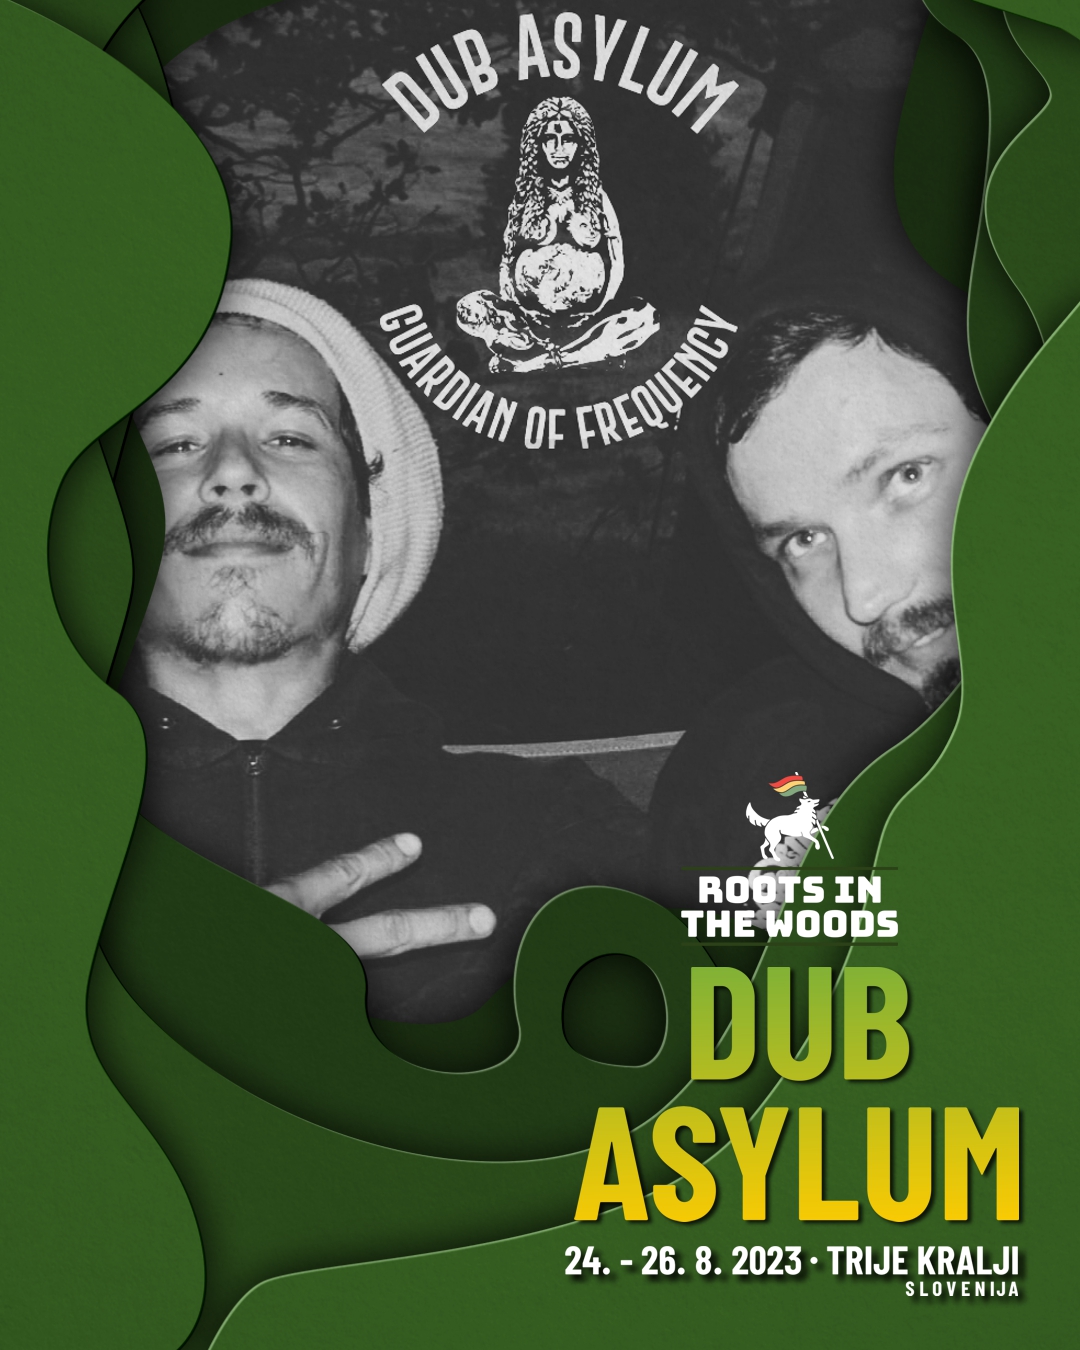 DUB ASYLUM
GUARDIAN OF FREQUENCY
ROOTS IN
THE WOODS
DUB
ASYLUM
24. - 26. 8. 2023 · TRIJE KRALJI
SLOVENIJA